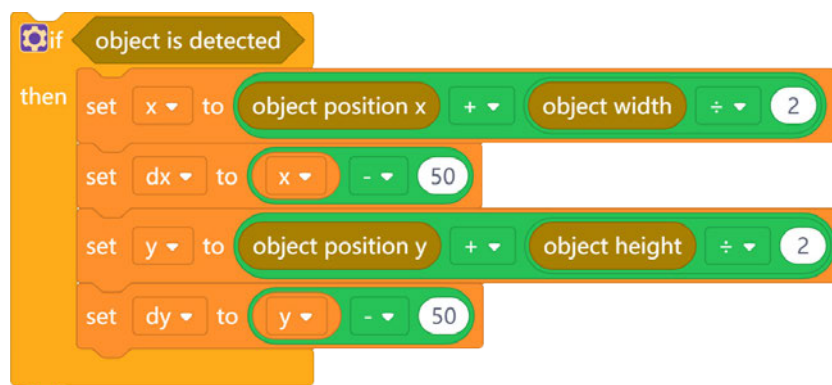 if object is detected
then set x to object position x + object width ÷ 2
set dx to x - 50
set y to object position y + object height ÷ 2
set dy to y - 50